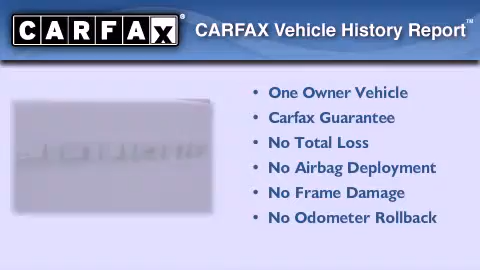 CARFAX® CARFAX Vehicle History Report™
• One Owner Vehicle
• Carfax Guarantee
• No Total Loss
• No Airbag Deployment
• No Frame Damage
• No Odometer Rollback